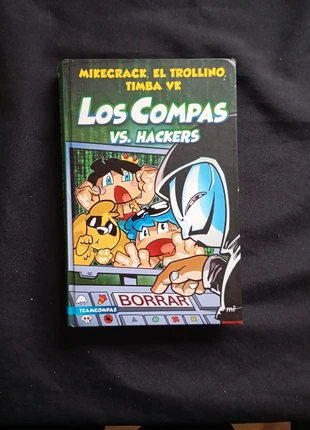 MIKECRACK, EL TROLLINO,
TIMBA VK
LOS COMPAS
VS. HACKERS
BORRAR
TEAMCOMPAS
mr